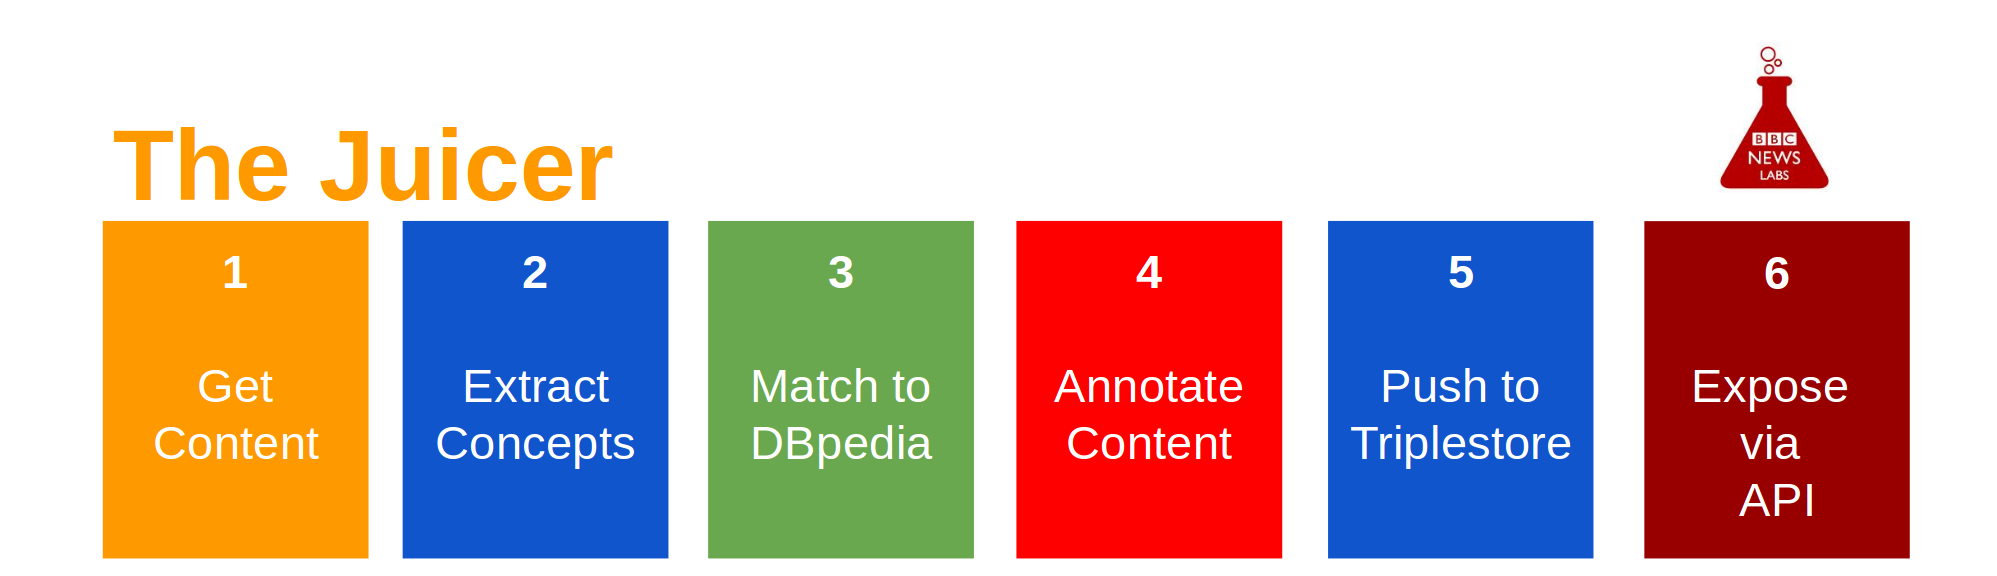 BBC
NEWS
LABS
The Juicer
1
Get
Content
2
Extract
Concepts
3
Match to
DBpedia
4
Annotate
Content
5
Push to
Triplestore
6
Expose
via
API